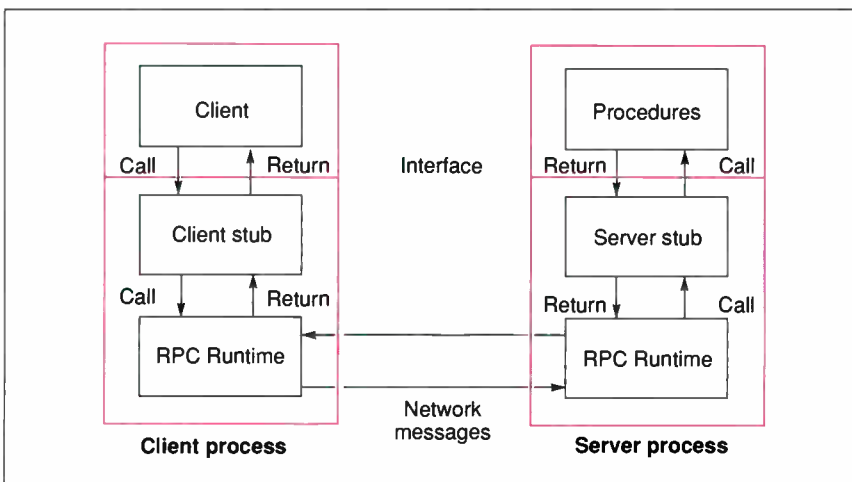 Client
Procedures
Call
Return
Interface
Return
Call
Client stub
Server stub
Call
Return
Return
Call
RPC Runtime
RPC Runtime
Network
messages
Client process
Server process